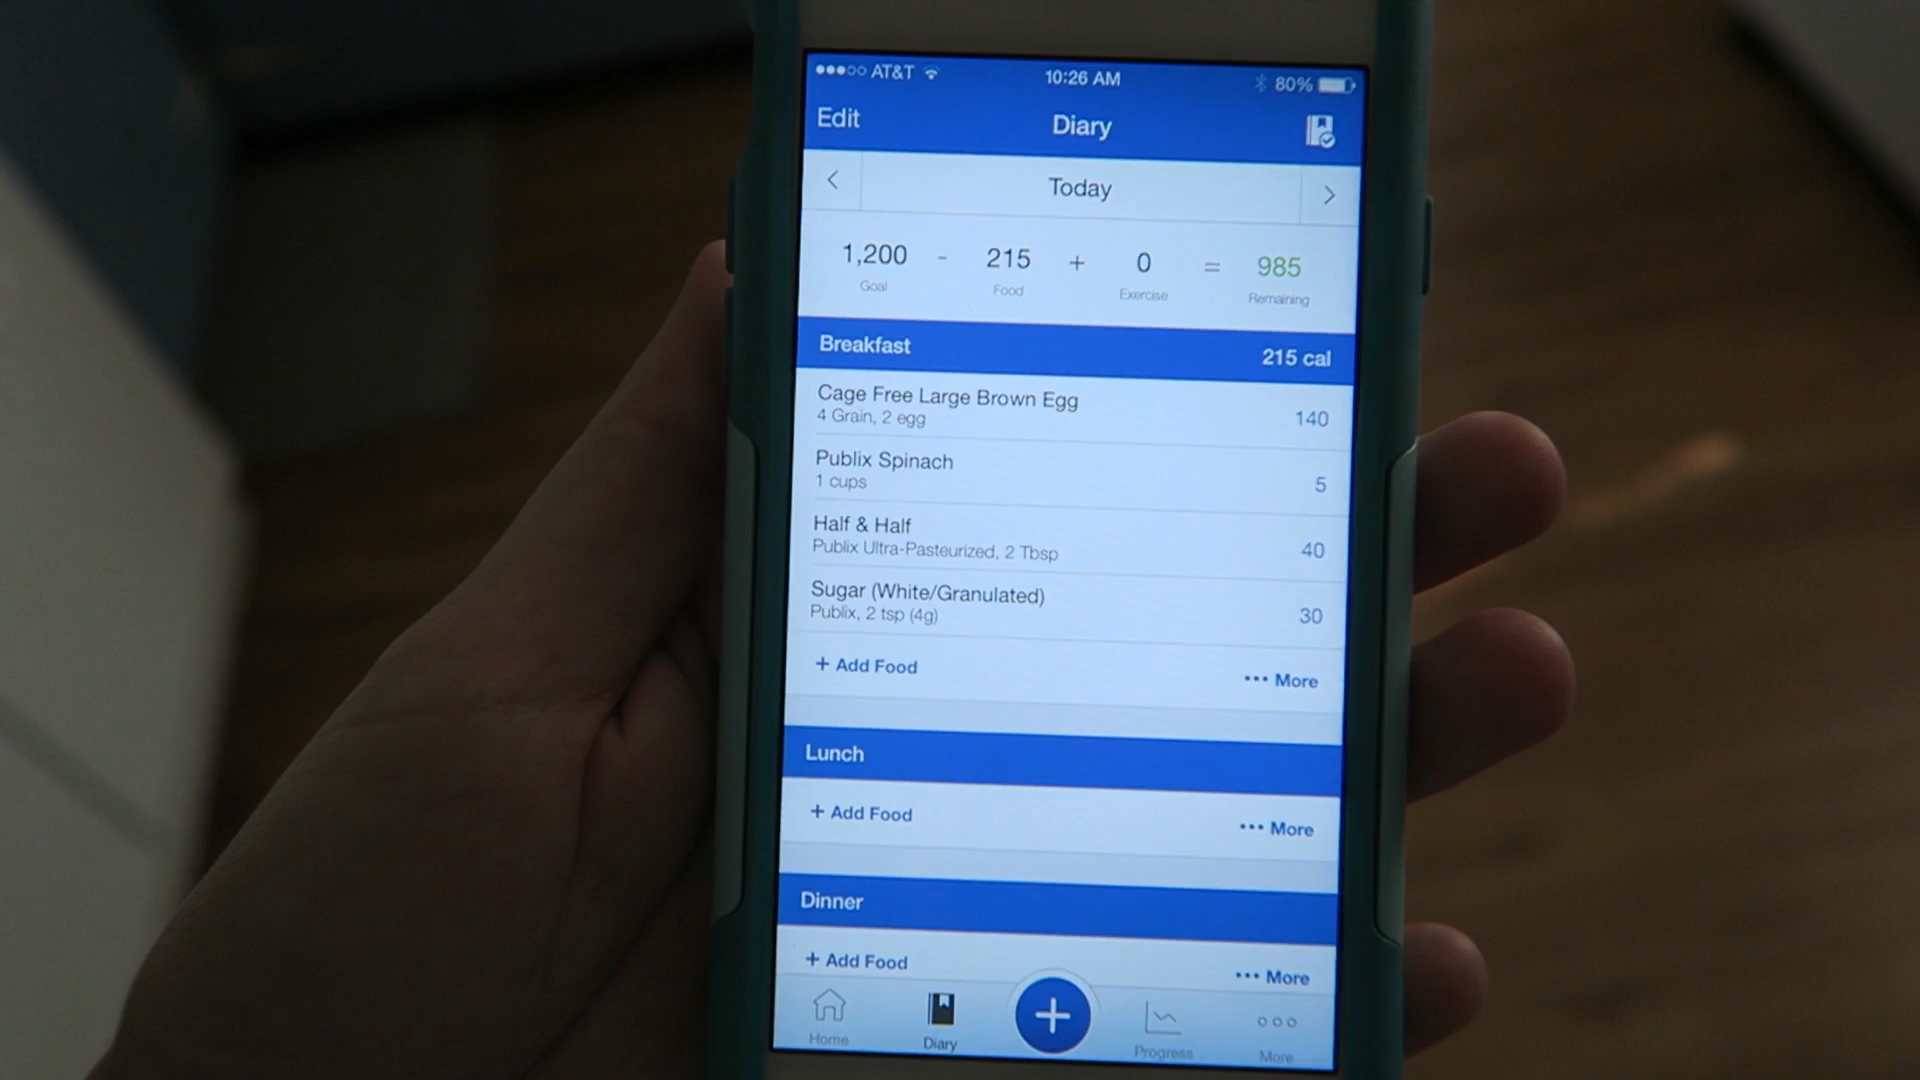 AT&T 10:26 AM 80%
Edit Diary
Today
1,200 - 215 + 0 = 985
Goal Food Exercise Remaining
Breakfast 215 cal
Cage Free Large Brown Egg 140
4 Grain, 2 egg
Publix Spinach 5
1 cups
Half & Half 40
Publix Ultra-Pasteurized, 2 Tbsp
Sugar (White/Granulated) 30
Publix, 2 tsp (4g)
+ Add Food ••• More
Lunch
+ Add Food ••• More
Dinner
+ Add Food ••• More
Home Diary + Progress More